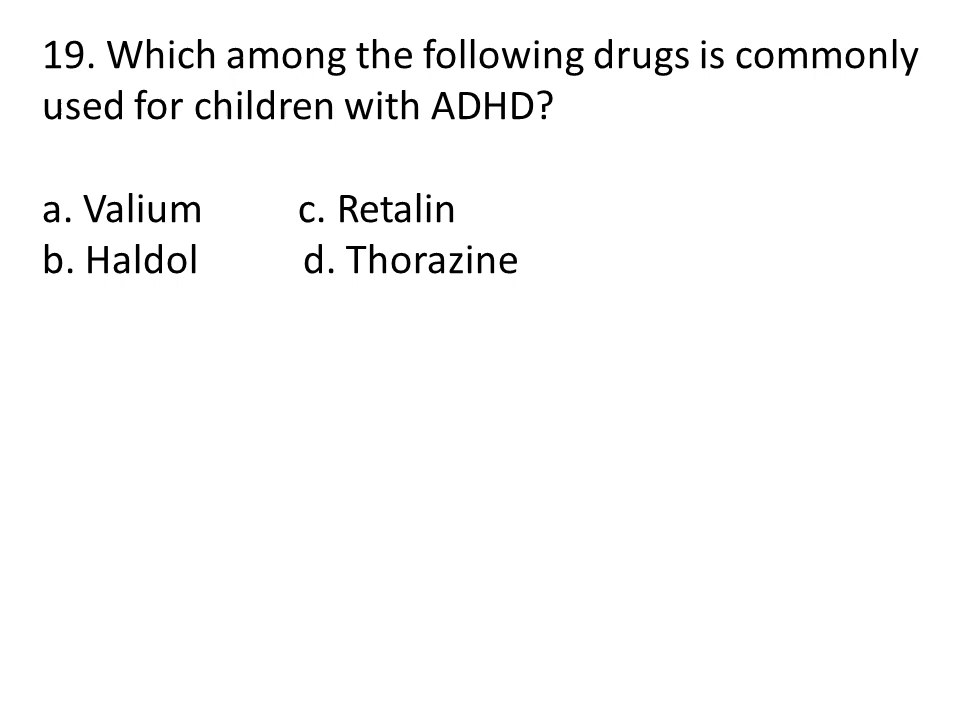 19. Which among the following drugs is commonly
used for children with ADHD?
a. Valium c. Retalin
b. Haldol d. Thorazine